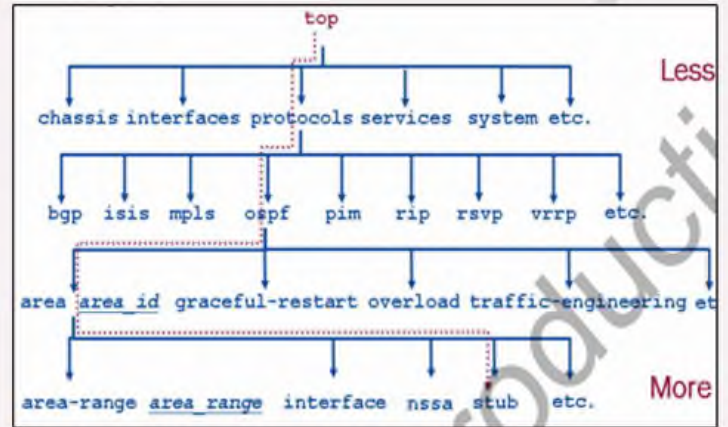 top
Less
chassis interfaces protocols services system etc.
bgp isis mpls ospf pim rip rsvp vrrp etc.
area area_id graceful-restart overload traffic-engineering et
More
area-range area_range interface nssa stub etc.